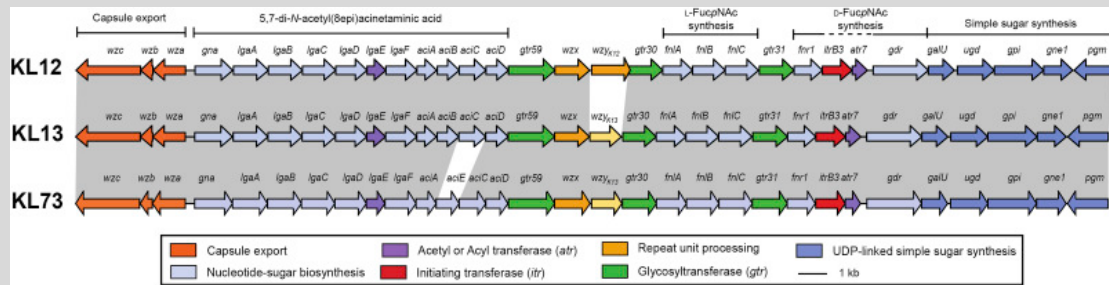 Capsule export 5,7-di-N-acetyl(8epi)acinetaminic acid L-FucpNAc synthesis D-FucpNAc synthesis Simple sugar synthesis
wzc wzb wza gna lgaA lgaB lgaC lgaD lgaE lgaF aciA aciB aciC aciD gtr59 wzx wzyK12 gtr30 fnlA fnlB fnlC gtr31 fnr1 itrB3 atr7 gdr galU ugd gpi gne1 pgm
KL12
wzc wzb wza gna lgaA lgaB lgaC lgaD lgaE lgaF aciA aciB aciC aciD gtr59 wzx wzyK13 gtr30 fnlA fnlB fnlC gtr31 fnr1 itrB3 atr7 gdr galU ugd gpi gne1 pgm
KL13
wzc wzb wza gna lgaA lgaB lgaC lgaD lgaE lgaF aciA aciE aciC aciD gtr59 wzx wzyK13 gtr30 fnlA fnlB fnlC gtr31 fnr1 itrB3 atr7 gdr galU ugd gpi gne1 pgm
KL73
Capsule export Acetyl or Acyl transferase (atr) Repeat unit processing UDP-linked simple sugar synthesis
Nucleotide-sugar biosynthesis Initiating transferase (itr) Glycosyltransferase (gtr) 1 kb